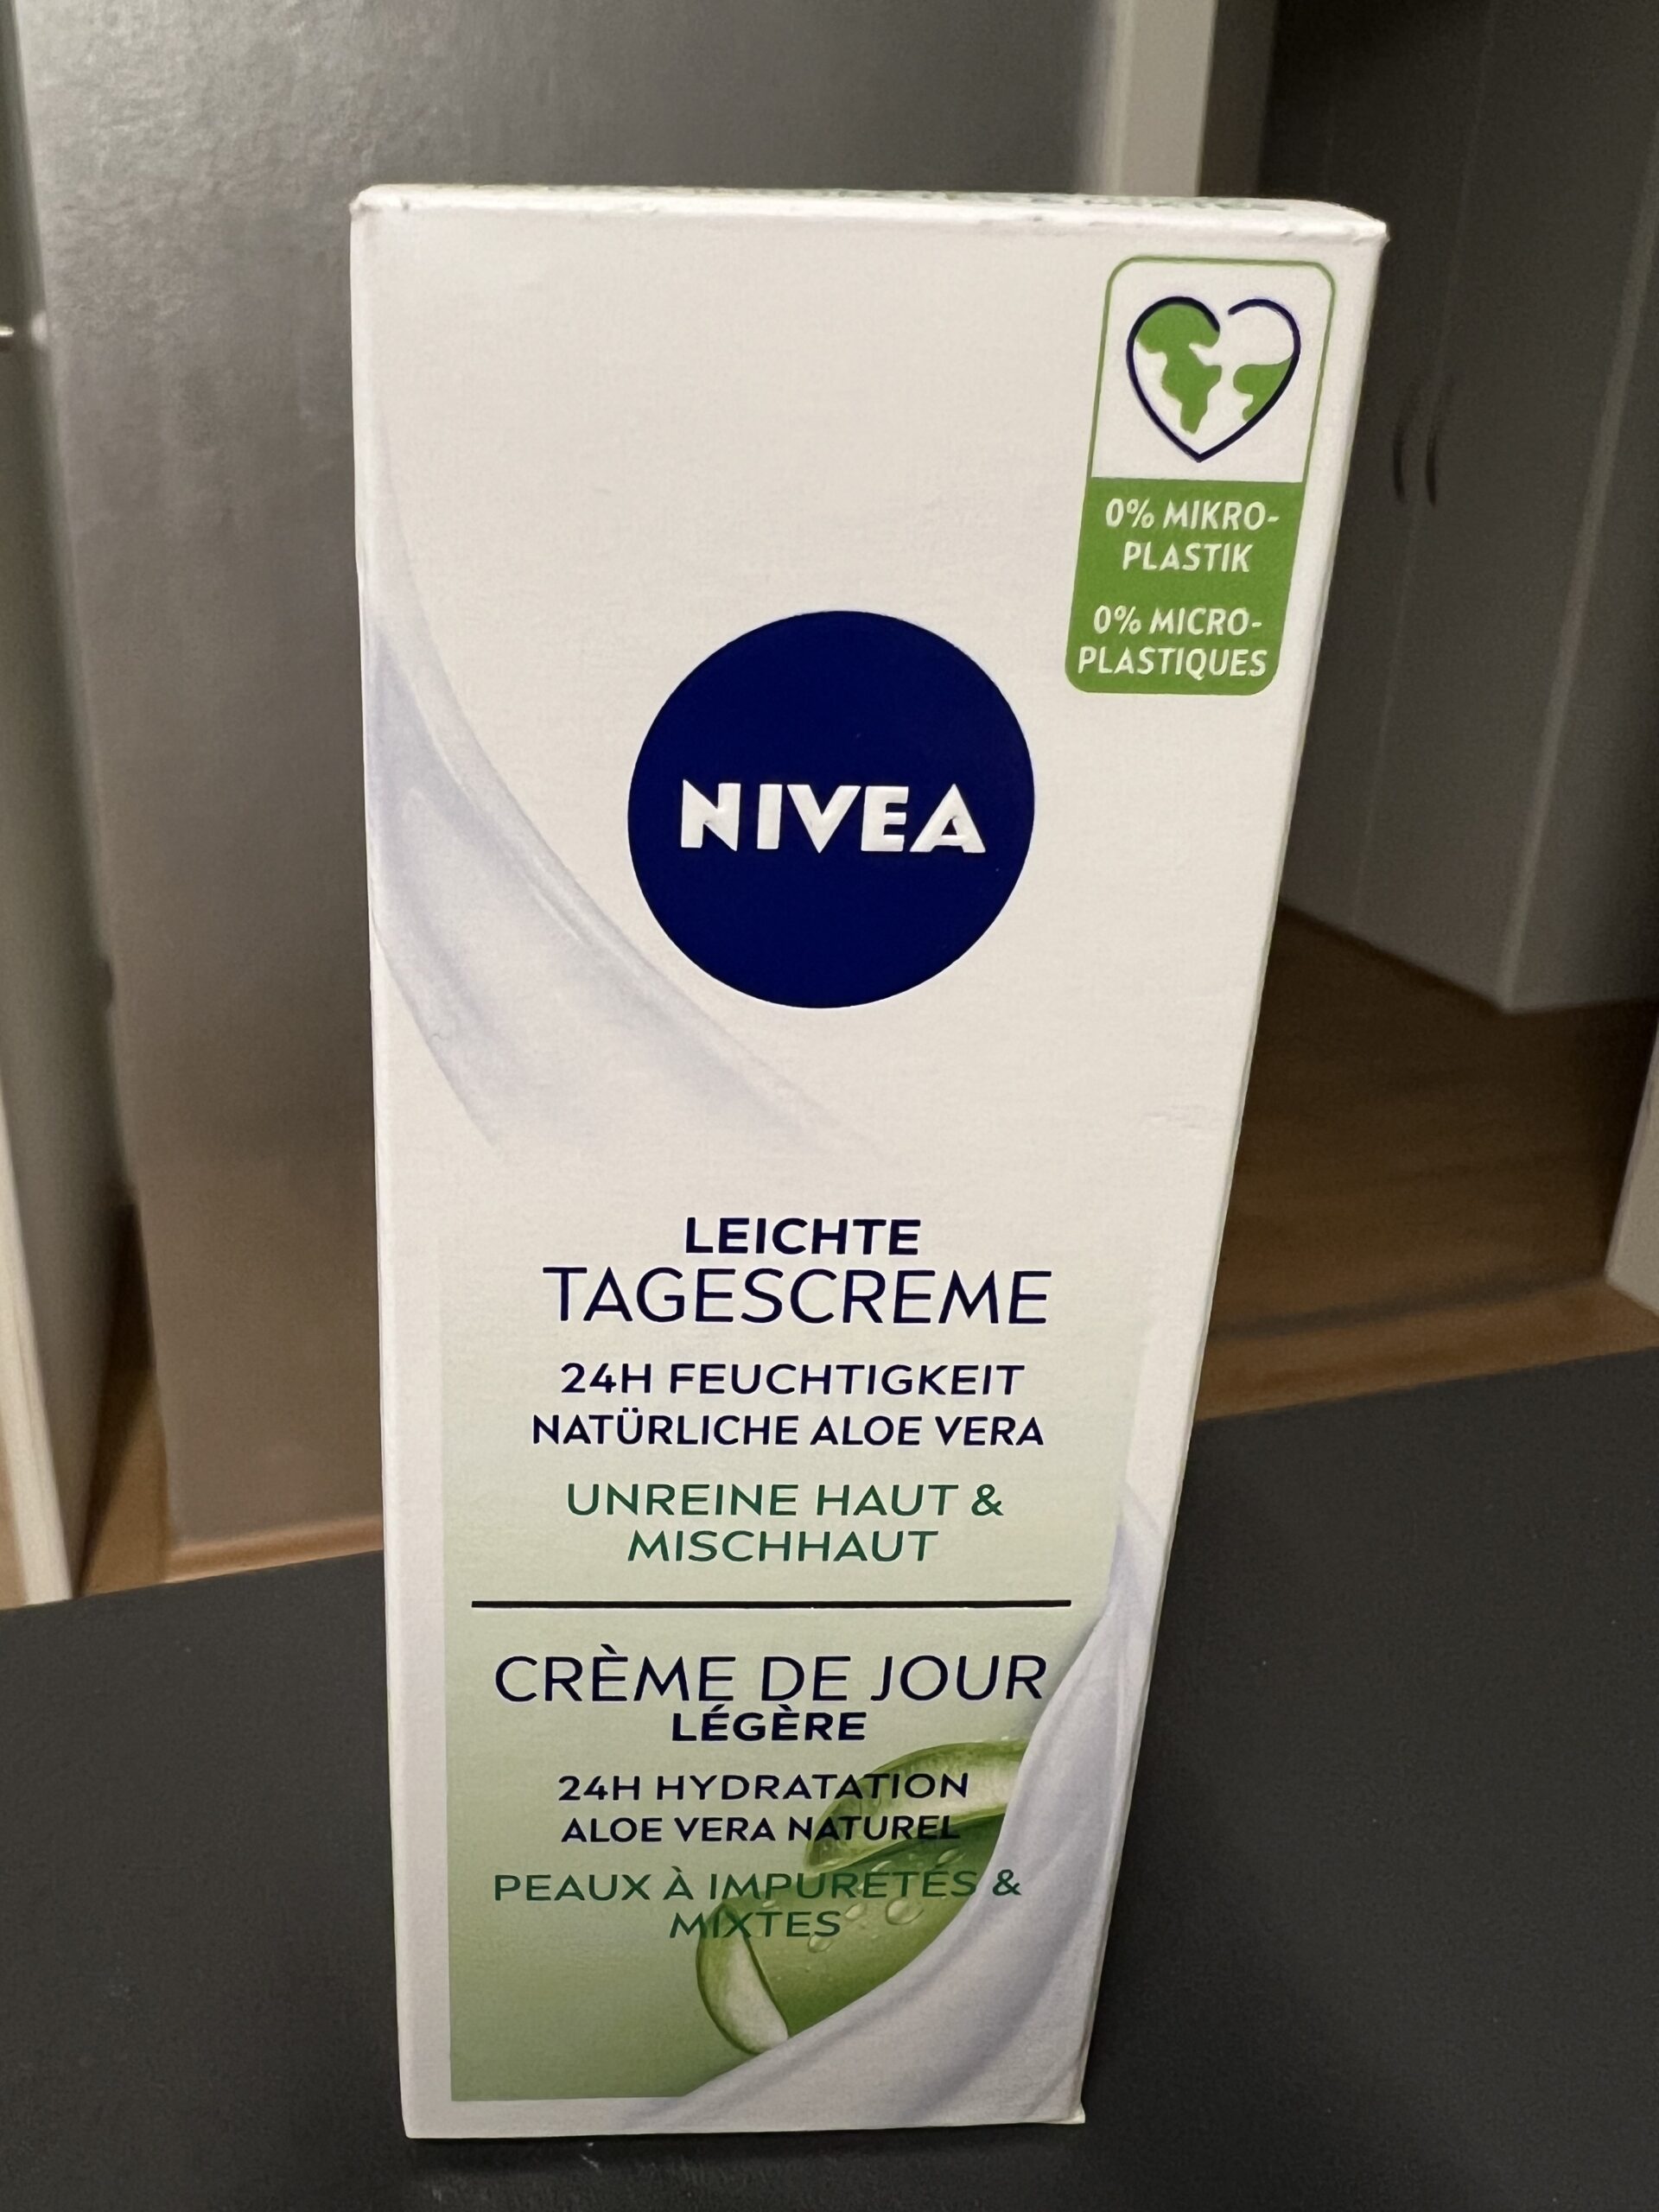 0% MIKRO-
PLASTIK
0% MICRO-
PLASTIQUES
NIVEA
LEICHTE
TAGESCREME
24H FEUCHTIGKEIT
NATÜRLICHE ALOE VERA
UNREINE HAUT &
MISCHHAUT
CRÈME DE JOUR
LÉGÈRE
24H HYDRATATION
ALOE VERA NATUREL
PEAUX À IMPURETÉS &
MIXTES